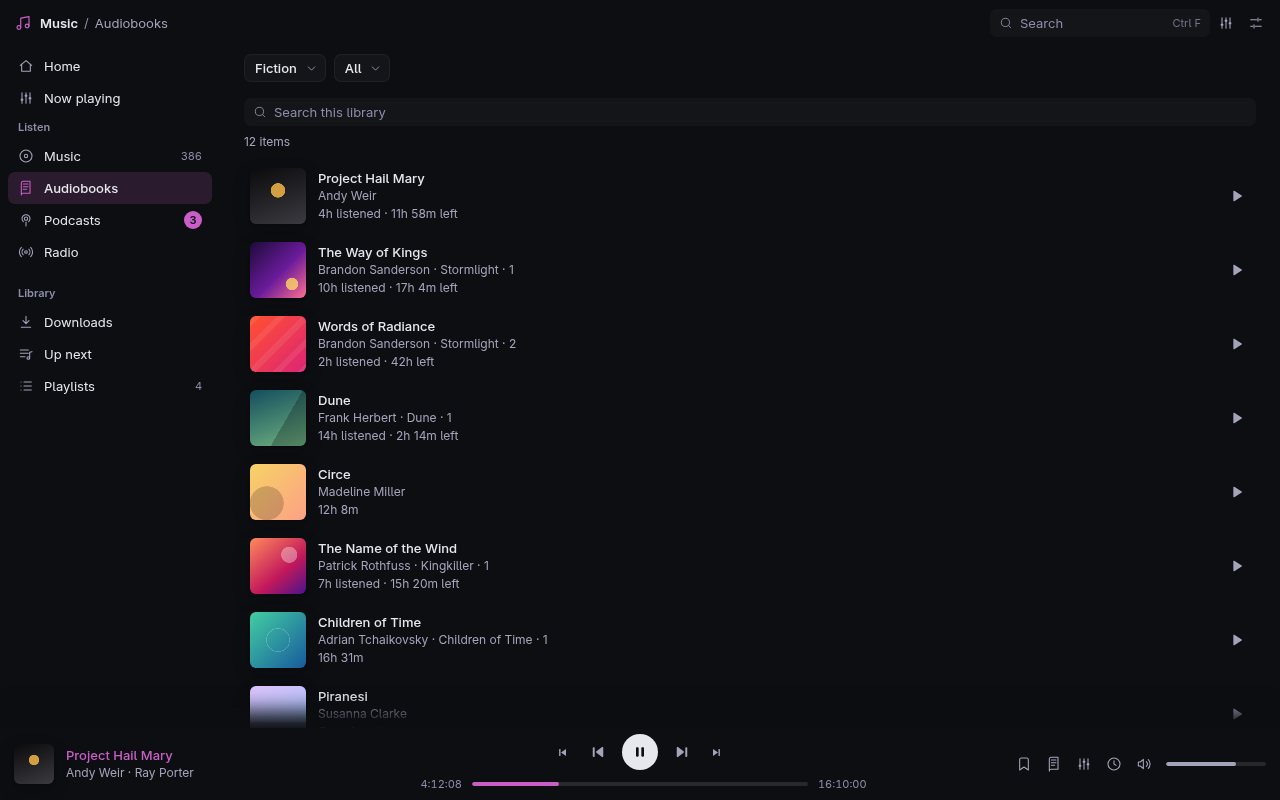 Music / Audiobooks
Search Ctrl F
Home
Now playing
Listen
Music 386
Audiobooks
Podcasts 3
Radio
Library
Downloads
Up next
Playlists 4
Fiction All
Search this library
12 items
Project Hail Mary
Andy Weir
4h listened · 11h 58m left
The Way of Kings
Brandon Sanderson · Stormlight · 1
10h listened · 17h 4m left
Words of Radiance
Brandon Sanderson · Stormlight · 2
2h listened · 42h left
Dune
Frank Herbert · Dune · 1
14h listened · 2h 14m left
Circe
Madeline Miller
12h 8m
The Name of the Wind
Patrick Rothfuss · Kingkiller · 1
7h listened · 15h 20m left
Children of Time
Adrian Tchaikovsky · Children of Time · 1
16h 31m
Piranesi
Susanna Clarke
Project Hail Mary
Andy Weir · Ray Porter
4:12:08 16:10:00